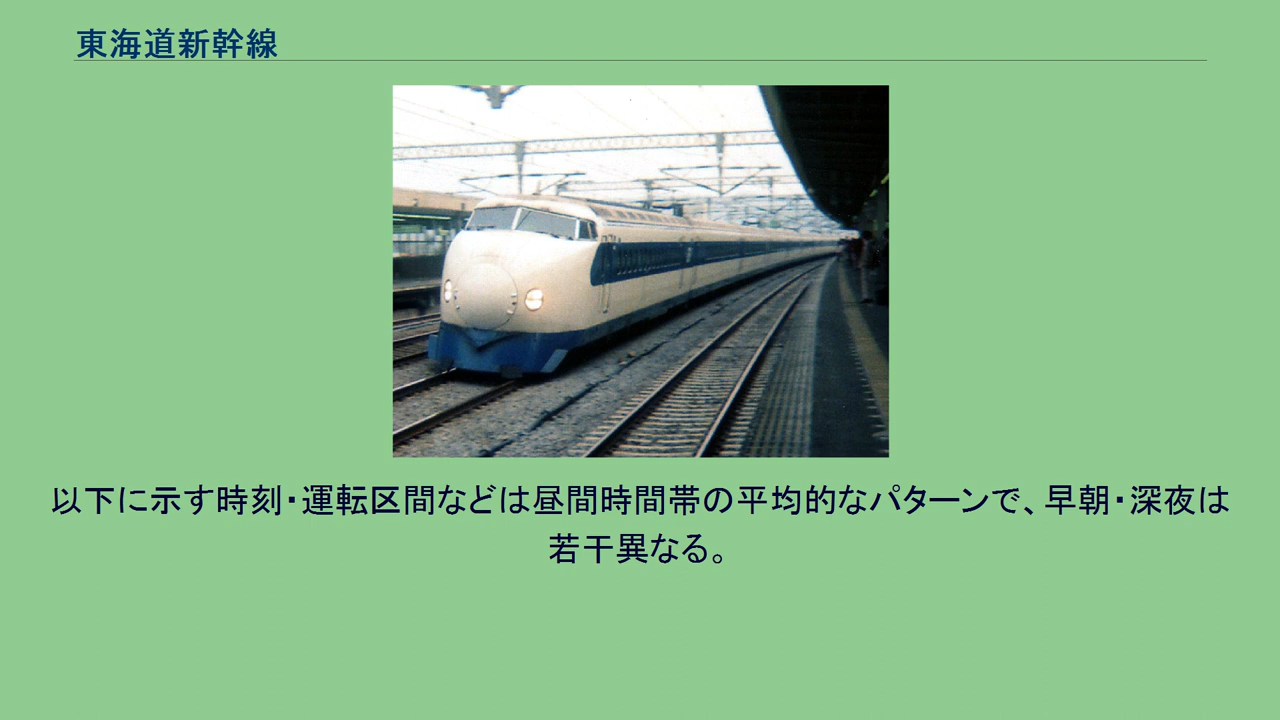 東海道新幹線
以下に示す時刻・運転区間などは昼間時間帯の平均的なパターンで、早朝・深夜は
若干異なる。